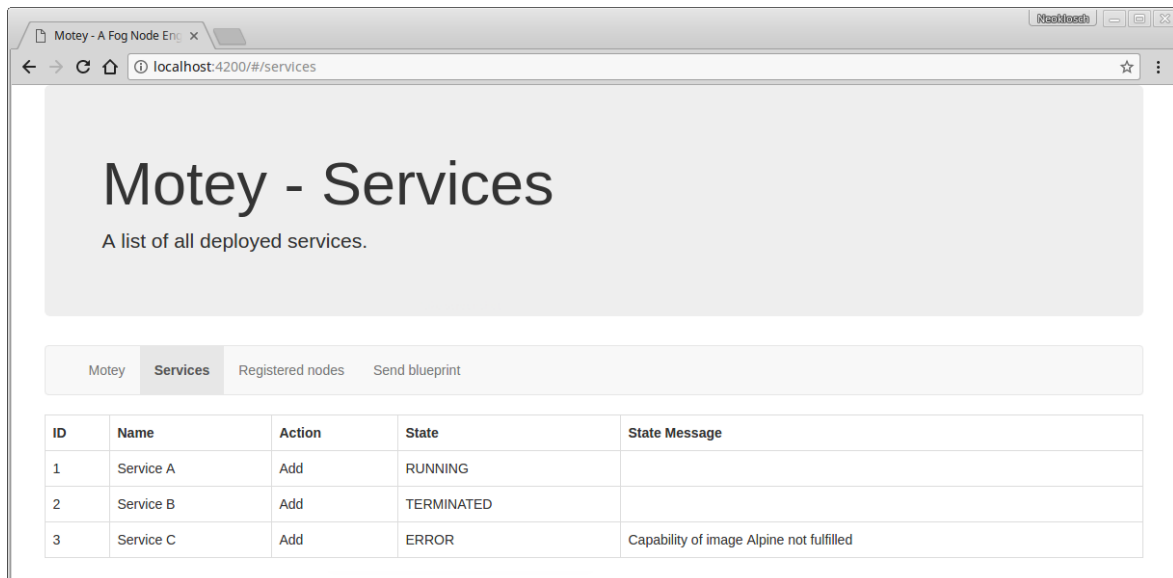 Neoklosch
Motey - A Fog Node Eng
localhost:4200/#/services
Motey - Services
A list of all deployed services.
Motey Services Registered nodes Send blueprint
ID Name Action State State Message
1 Service A Add RUNNING
2 Service B Add TERMINATED
3 Service C Add ERROR Capability of image Alpine not fulfilled